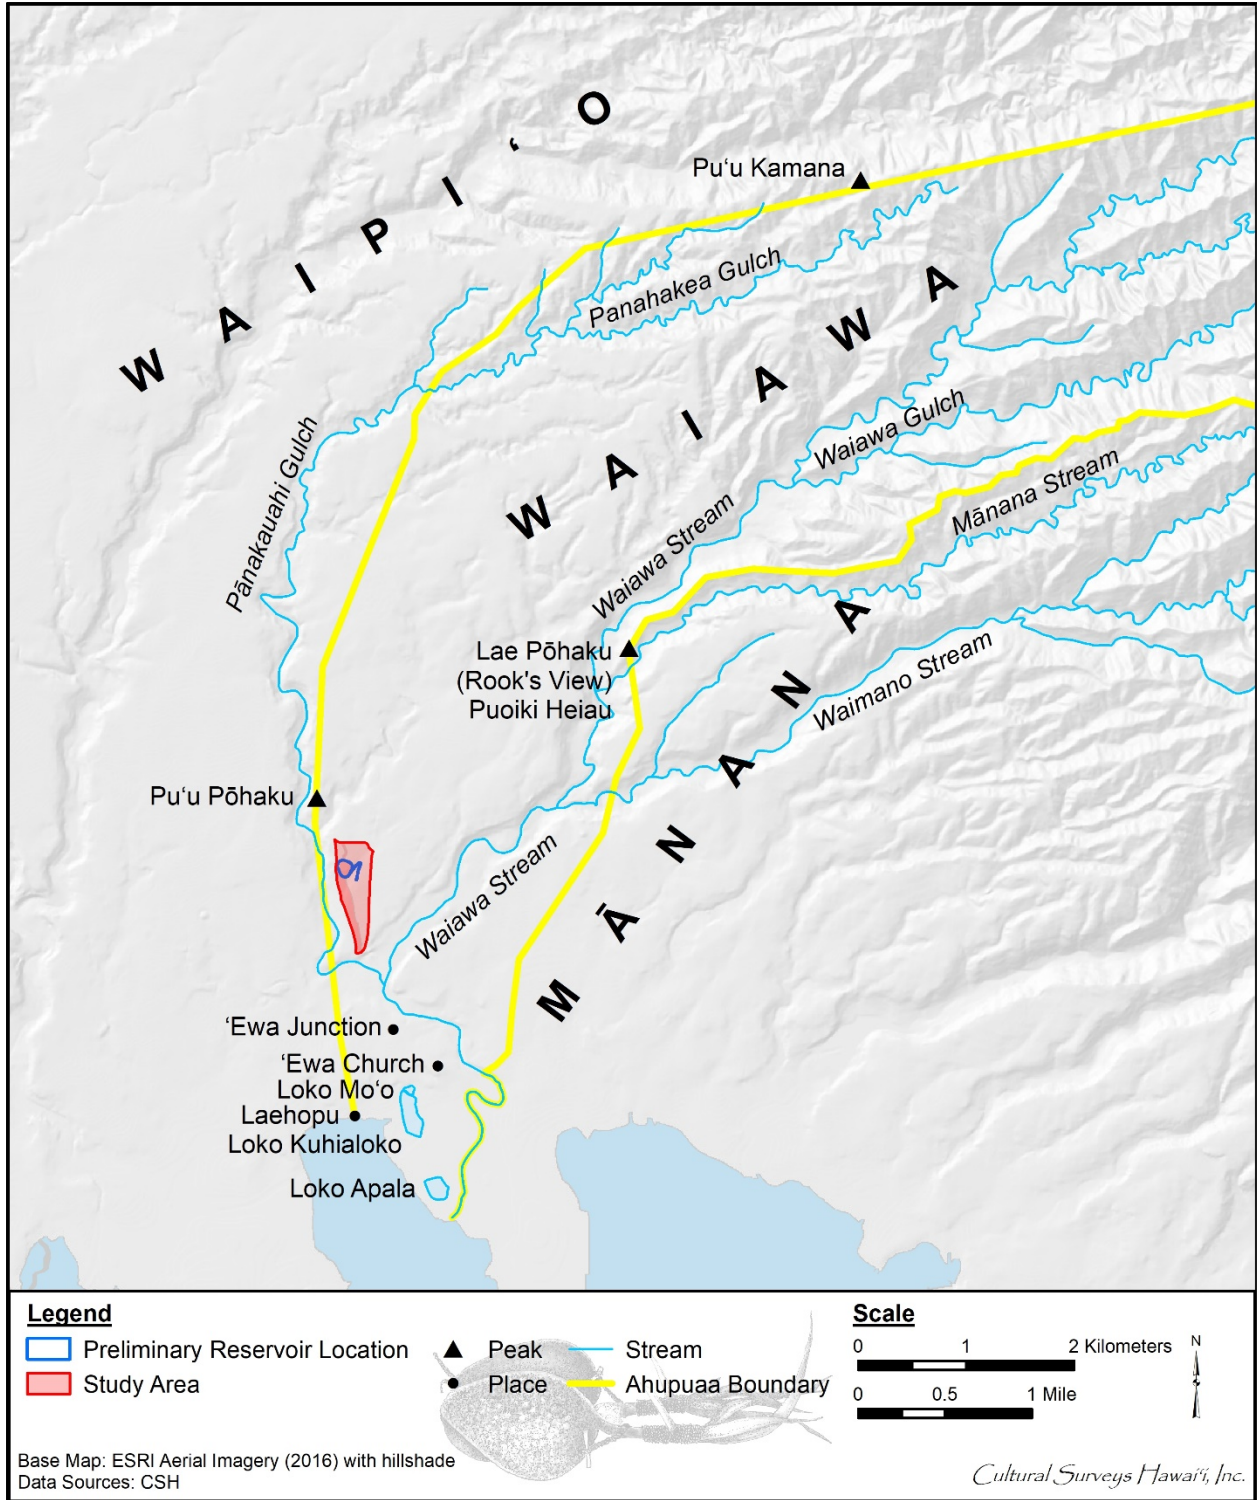 WAIPIʻO
Puʻu Kamana
Panahakea Gulch
WAIAWA
Pānakauahi Gulch
Waiawa Gulch
Mānana Stream
Waiawa Stream
Lae Pōhaku
(Rook's View)
Puoiki Heiau
MĀNANA
Waimano Stream
Puʻu Pōhaku
Waiawa Stream
ʻEwa Junction
ʻEwa Church
Loko Moʻo
Laehopu
Loko Kuhialoko
Loko Apala
Legend
Preliminary Reservoir Location
Study Area
Peak
Place
Stream
Ahupuaa Boundary
Scale
0 1 2 Kilometers
0 0.5 1 Mile
N
Base Map: ESRI Aerial Imagery (2016) with hillshade
Data Sources: CSH
Cultural Surveys Hawaiʻi, Inc.